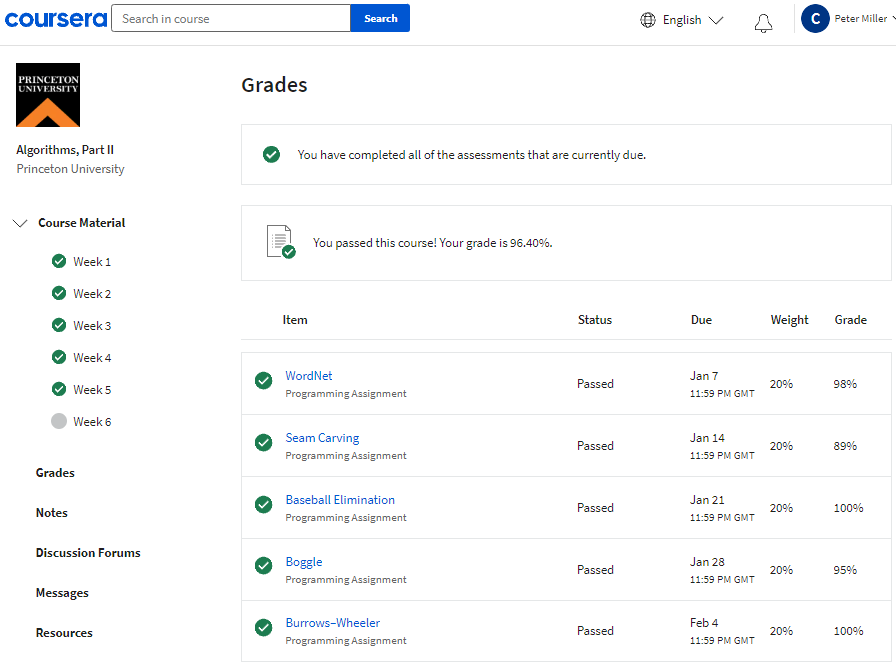 coursera
Search in course
Search
English
C
Peter Miller
PRINCETON
UNIVERSITY
Algorithms, Part II
Princeton University
Course Material
Week 1
Week 2
Week 3
Week 4
Week 5
Week 6
Grades
Notes
Discussion Forums
Messages
Resources
Grades
You have completed all of the assessments that are currently due.
You passed this course! Your grade is 96.40%.
Item Status Due Weight Grade
WordNet
Programming Assignment
Passed
Jan 7
11:59 PM GMT
20%
98%
Seam Carving
Programming Assignment
Passed
Jan 14
11:59 PM GMT
20%
89%
Baseball Elimination
Programming Assignment
Passed
Jan 21
11:59 PM GMT
20%
100%
Boggle
Programming Assignment
Passed
Jan 28
11:59 PM GMT
20%
95%
Burrows–Wheeler
Programming Assignment
Passed
Feb 4
11:59 PM GMT
20%
100%